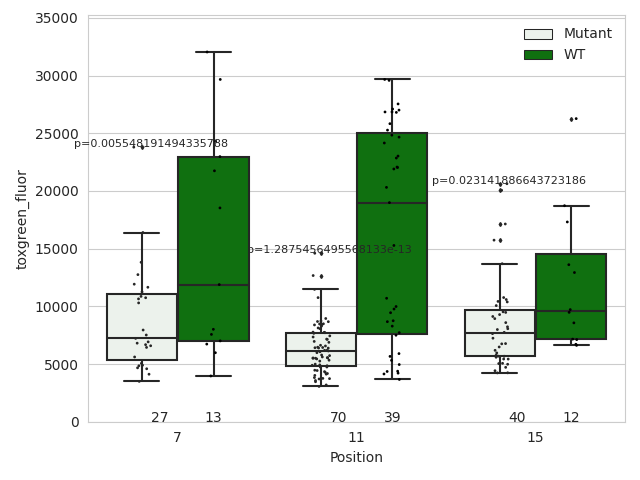 35000
Mutant
WT
30000
25000
p=0.005548191494335788
20000
p=0.023141886643723186
15000
p=1.2875456495568133e-13
10000
5000
0
27 13 70 39 40 12
7 11 15
Position
toxgreen_fluor